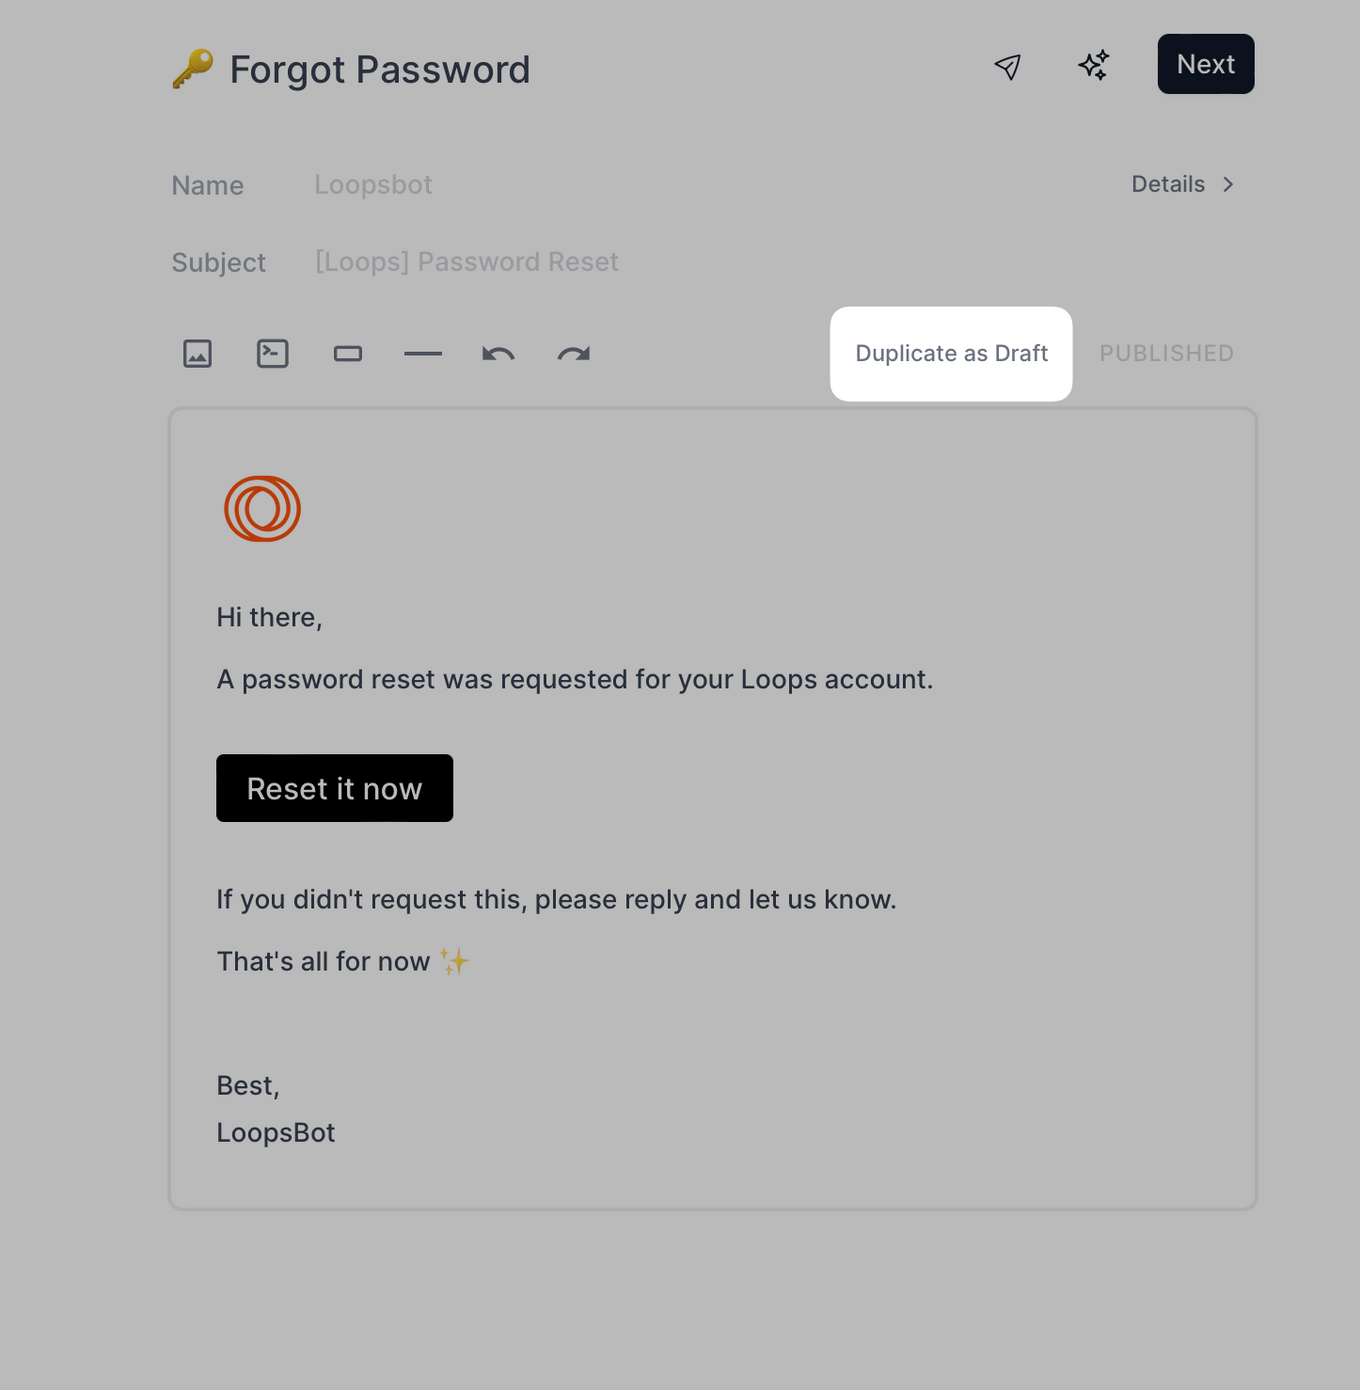 🔑 Forgot Password
Next
Name Loopsbot
Details
Subject [Loops] Password Reset
Duplicate as Draft
PUBLISHED
Hi there,
A password reset was requested for your Loops account.
Reset it now
If you didn't request this, please reply and let us know.
That's all for now ✨
Best,
LoopsBot